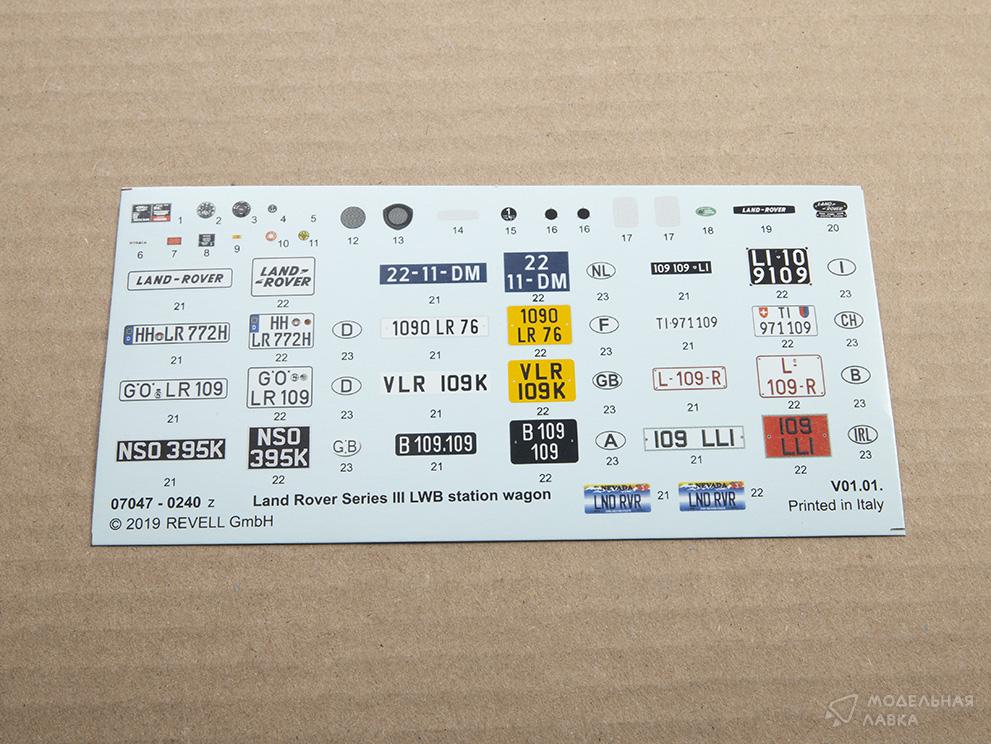 1 2 3 4 5 12 13 14 1 15 16 16 17 17 18 LAND-ROVER 19 LAND-ROVER 20
6 7 8 9 10 11
LAND-ROVER 21 LAND-ROVER 22 22-11-DM 21 22 11-DM 22 NL 23 109 109 LI 21 LI 10 9109 22 I 23
D HH LR 772H 21 D HH LR 772H 22 D 23 1090 LR 76 21 1090 LR 76 22 F 23 TI·971109 21 TI 971109 22 CH 23
GÖ LR 109 21 GÖ LR 109 22 D 23 VLR 109K 21 VLR 109K 22 GB 23 L-109-R 21 L- 109-R 22 B 23
NSO 395K 21 NSO 395K 22 GB 23 B 109.109 21 B 109 109 22 A 23 109 LLI 21 109 LLI 22 IRL 23
07047 - 0240 z Land Rover Series III LWB station wagon NEVADA LND RVR 21 NEVADA LND RVR 22 V01.01.
© 2019 REVELL GmbH Printed in Italy
МОДЕЛЬНАЯ
ЛАВКА